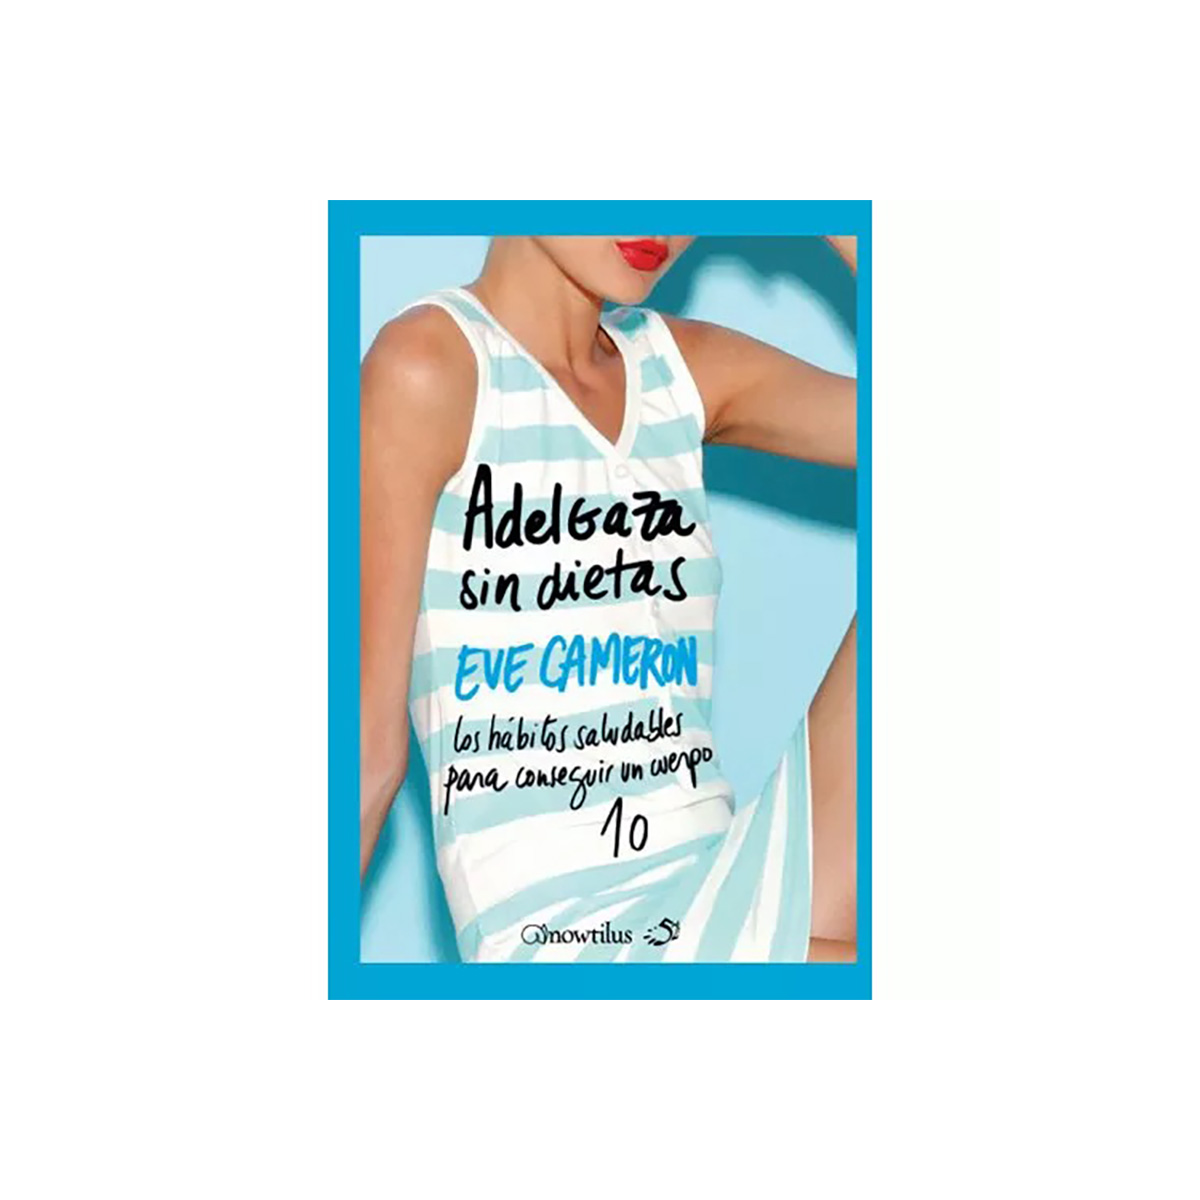 Adelgaza
sin dietas
EVE CAMERON
los hábitos saludables
para conseguir un cuerpo
10
nowtilus